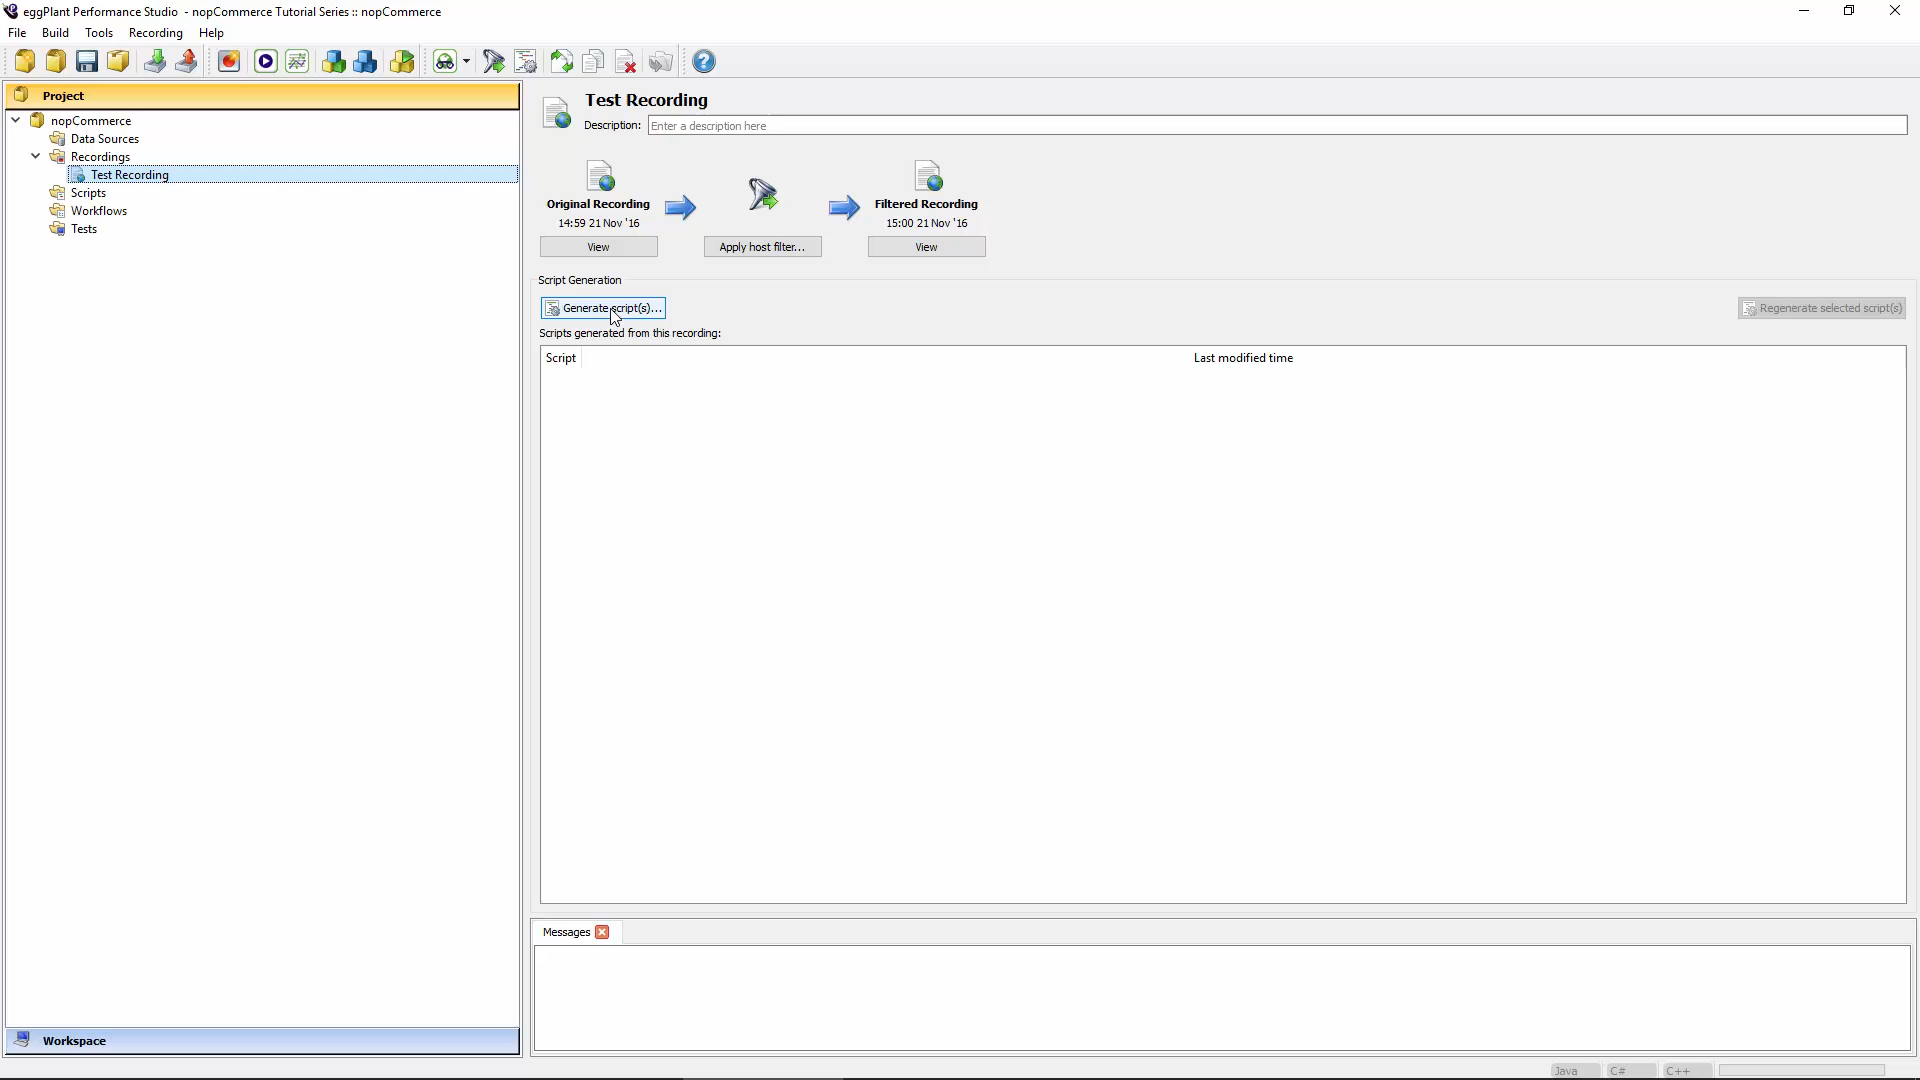 eggPlant Performance Studio - nopCommerce Tutorial Series :: nopCommerce
File Build Tools Recording Help
Project
nopCommerce
Data Sources
Recordings
Test Recording
Scripts
Workflows
Tests
Workspace
Test Recording
Description: Enter a description here
Original Recording
14:59 21 Nov '16
View
Apply host filter...
Filtered Recording
15:00 21 Nov '16
View
Script Generation
Generate script(s)...
Regenerate selected script(s)
Scripts generated from this recording:
Script Last modified time
Messages
Java C# C++